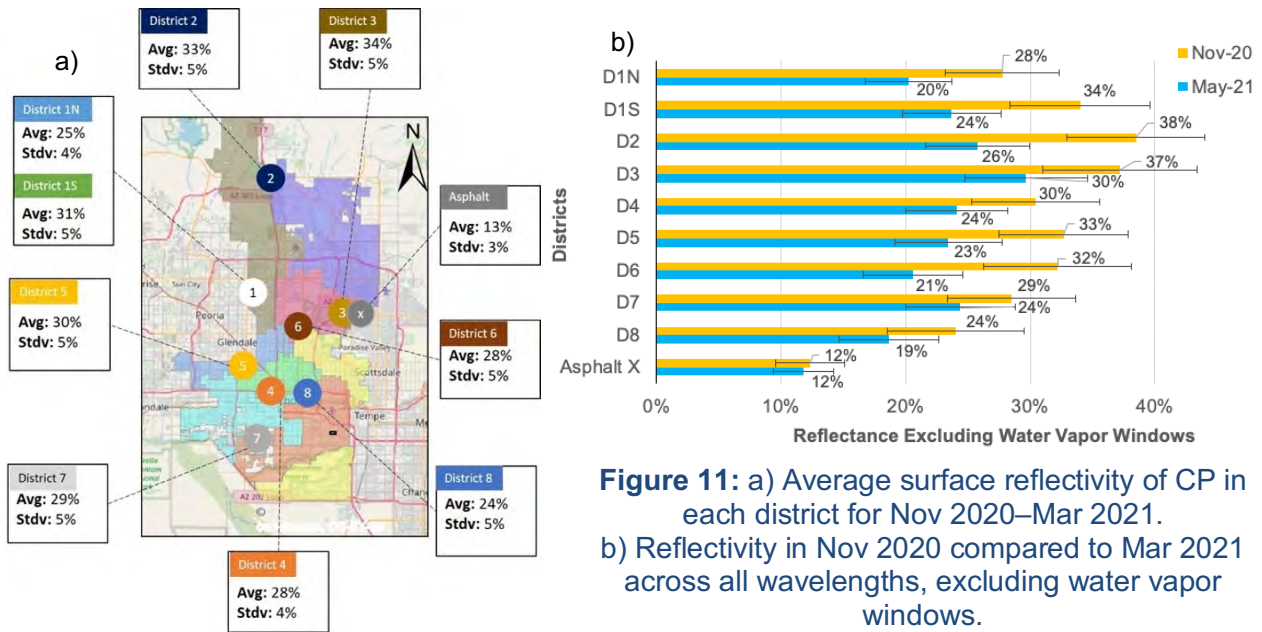 a)
District 2
Avg: 33%
Stdv: 5%
District 3
Avg: 34%
Stdv: 5%
District 1N
Avg: 25%
Stdv: 4%
District 1S
Avg: 31%
Stdv: 5%
Asphalt
Avg: 13%
Stdv: 3%
District 5
Avg: 30%
Stdv: 5%
District 6
Avg: 28%
Stdv: 5%
District 7
Avg: 29%
Stdv: 5%
District 8
Avg: 24%
Stdv: 5%
District 4
Avg: 28%
Stdv: 4%
N
2
1
3
x
6
5
4
8
7
Sun City
Peoria
Glendale
Paradise Valley
Scottsdale
Tempe
©
b)
Nov-20
May-21
Districts
D1N
28%
20%
D1S
34%
24%
D2
38%
26%
D3
37%
30%
D4
30%
24%
D5
33%
23%
D6
32%
21%
D7
29%
24%
D8
24%
19%
Asphalt X
12%
12%
0% 10% 20% 30% 40%
Reflectance Excluding Water Vapor Windows
Figure 11: a) Average surface reflectivity of CP in
each district for Nov 2020–Mar 2021.
b) Reflectivity in Nov 2020 compared to Mar 2021
across all wavelengths, excluding water vapor
windows.